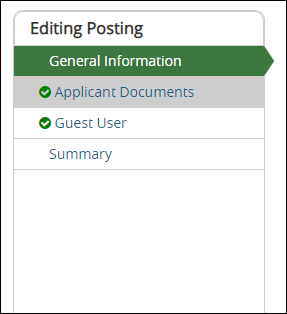 Editing Posting
General Information
Applicant Documents
Guest User
Summary